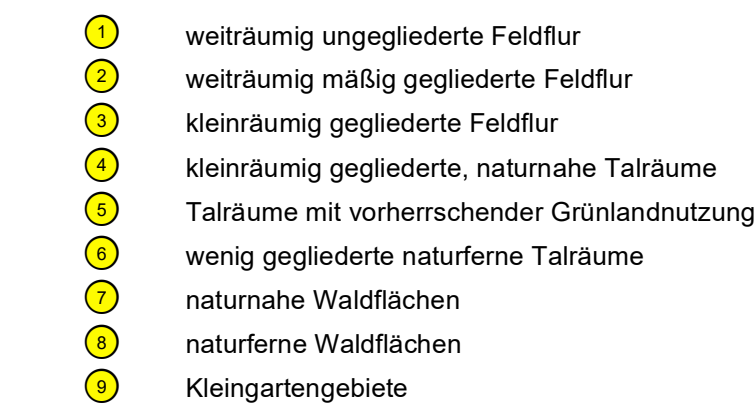 1 weiträumig ungegliederte Feldflur
2 weiträumig mäßig gegliederte Feldflur
3 kleinräumig gegliederte Feldflur
4 kleinräumig gegliederte, naturnahe Talräume
5 Talräume mit vorherrschender Grünlandnutzung
6 wenig gegliederte naturferne Talräume
7 naturnahe Waldflächen
8 naturferne Waldflächen
9 Kleingartengebiete